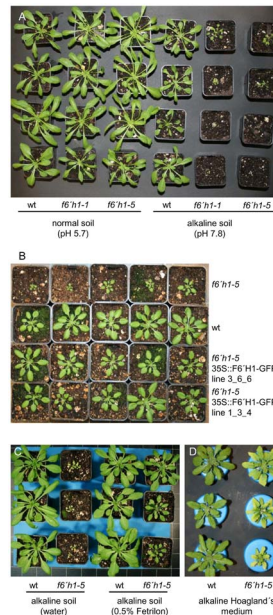 A
wt f6´h1-1 f6´h1-5 wt f6´h1-1 f6´h1-5
normal soil
(pH 5.7)
alkaline soil
(pH 7.8)
B
f6´h1-5
wt
f6´h1-5
35S::F6´H1-GFP
line 3_6_6
f6´h1-5
35S::F6´H1-GFP
line 1_3_4
C
D
wt f6´h1-5 wt f6´h1-5
wt f6´h1-5
alkaline soil
(water)
alkaline soil
(0.5% Fetrilon)
alkaline Hoagland´s
medium